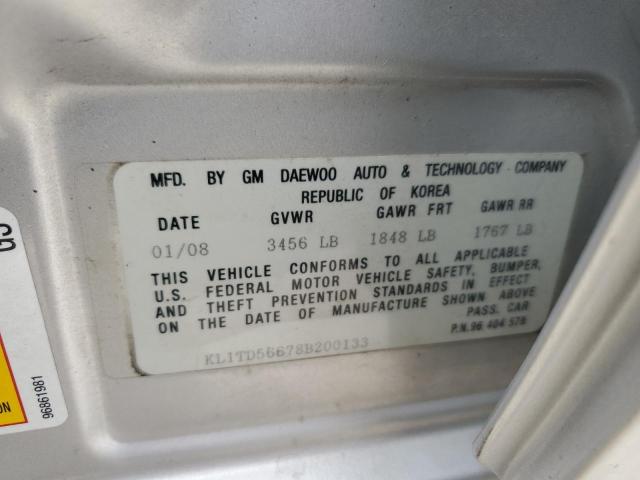 MFD. BY GM DAEWOO AUTO & TECHNOLOGY COMPANY
REPUBLIC OF KOREA
DATE GVWR GAWR FRT GAWR RR
01/08 3456 LB 1848 LB 1767 LB
THIS VEHICLE CONFORMS TO ALL APPLICABLE
U.S. FEDERAL MOTOR VEHICLE SAFETY, BUMPER,
AND THEFT PREVENTION STANDARDS IN EFFECT
ON THE DATE OF MANUFACTURE SHOWN ABOVE
PASS. CAR
P.N.96 404 578
KL1TD56678B200133
96861981
ON